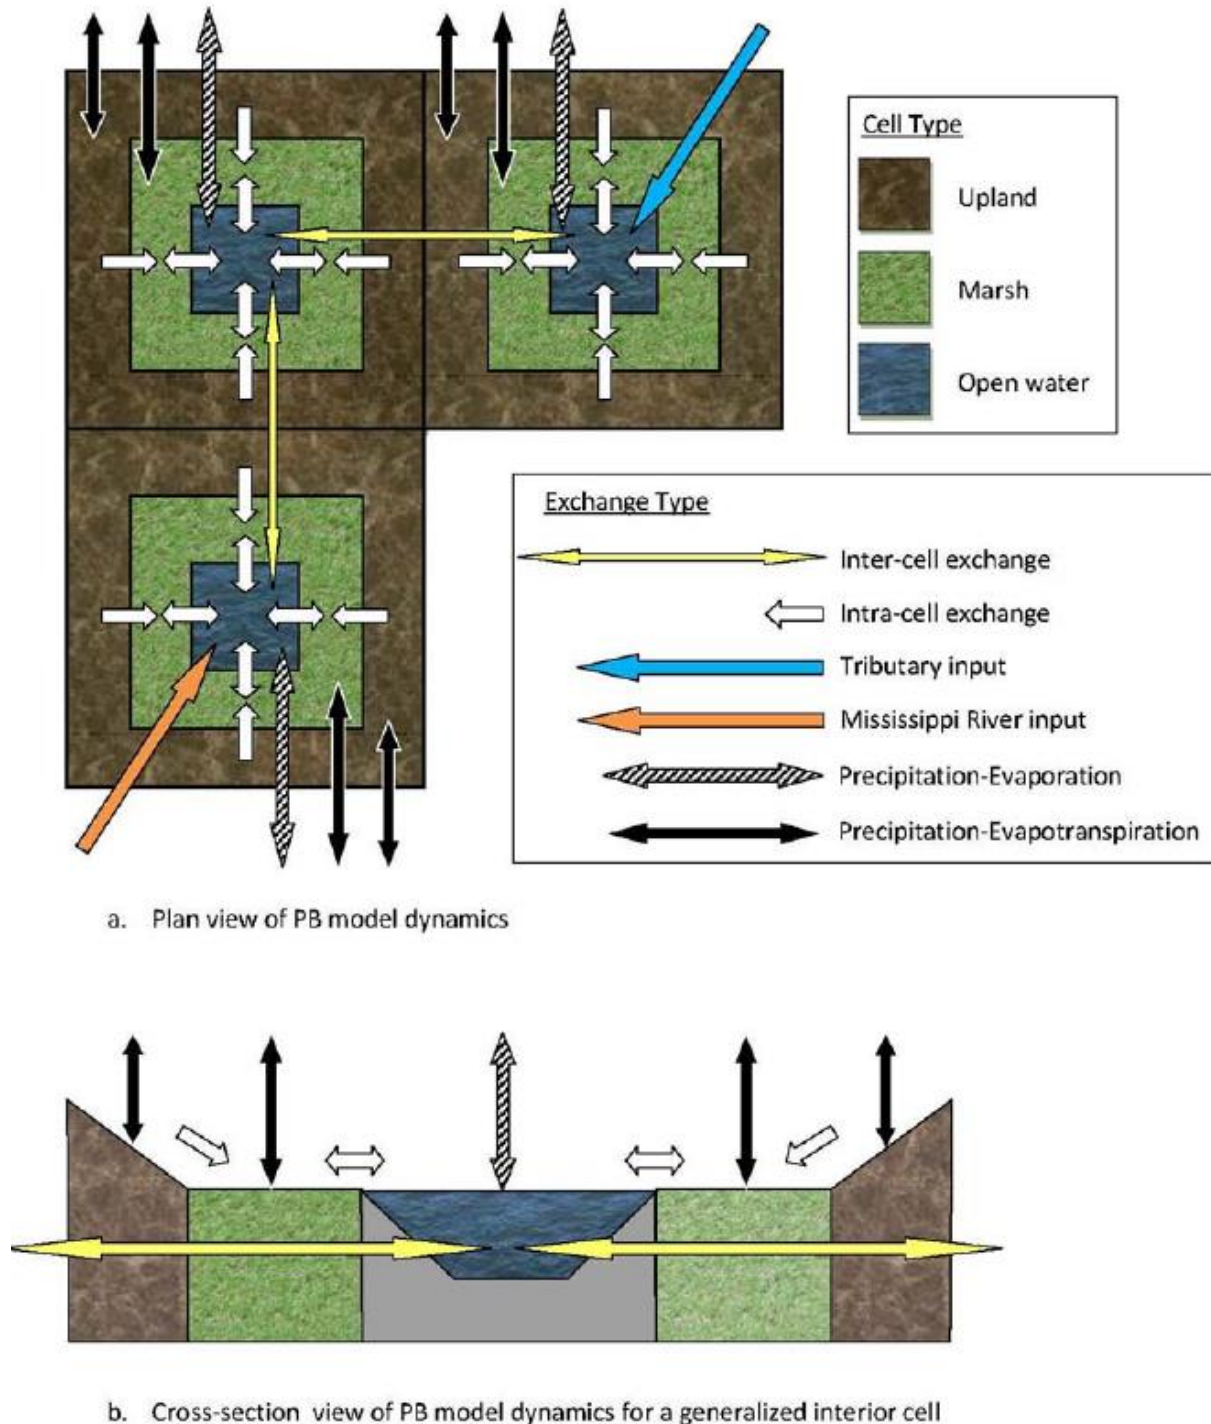 Cell Type
Upland
Marsh
Open water
Exchange Type
Inter-cell exchange
Intra-cell exchange
Tributary input
Mississippi River input
Precipitation-Evaporation
Precipitation-Evapotranspiration
a. Plan view of PB model dynamics
b. Cross-section view of PB model dynamics for a generalized interior cell